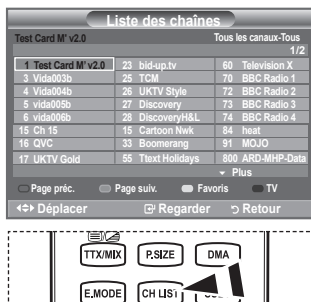 Liste des chaînes
Test Card M' v2.0 Tous les canaux-Tous
1/2
1 Test Card M' v2.0 23 bid-up.tv 60 Television X
3 Vida003b 25 TCM 70 BBC Radio 1
4 Vida004b 26 UKTV Style 72 BBC Radio 2
5 vida005b 27 Discovery 73 BBC Radio 3
6 vida006b 28 DiscoveryH&L 74 BBC Radio 4
15 Ch 15 15 Cartoon Nwk 84 heat
16 QVC 33 Boomerang 91 MOJO
17 UKTV Gold 55 Ttext Holidays 800 ARD-MHP-Data
Plus
Page préc. Page suiv. Favoris TV
Déplacer Regarder Retour
TTX/MIX P.SIZE DMA
E.MODE CH LIST